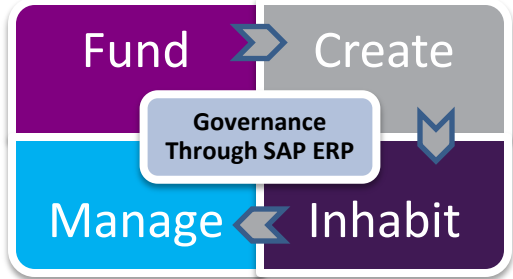 Fund
Create
Governance
Through SAP ERP
Manage
Inhabit